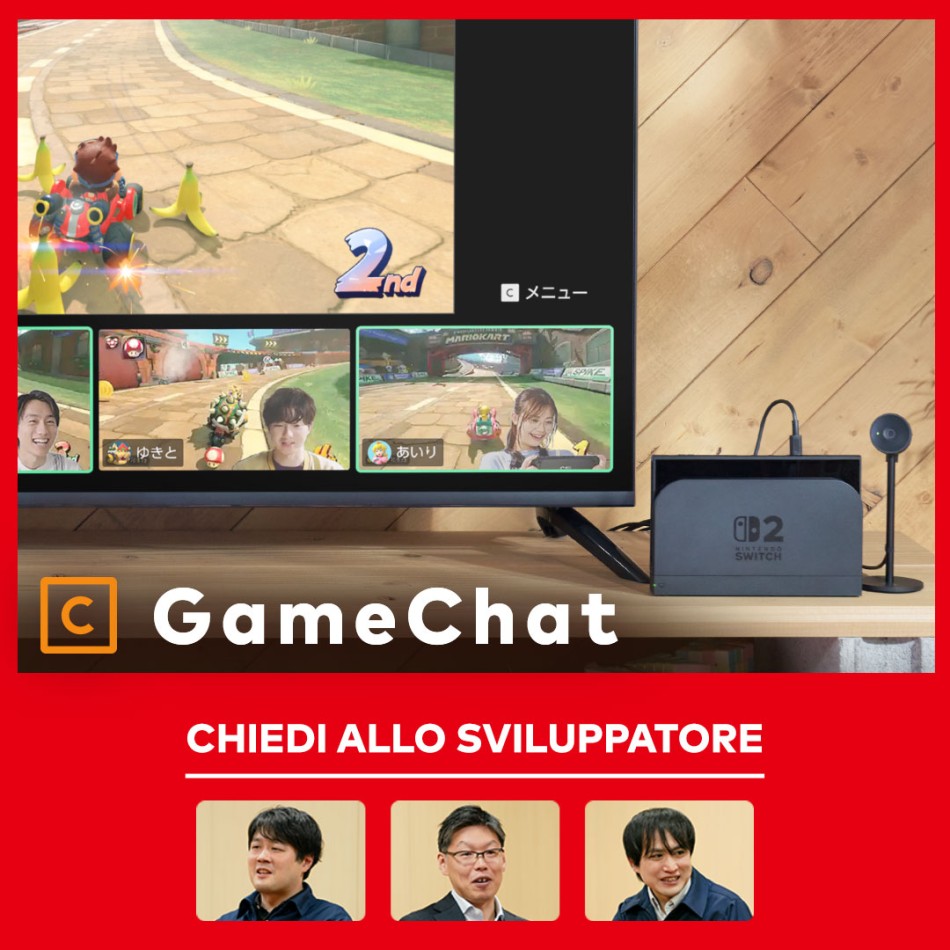 2nd
C メニュー
MARIOKART
SPIKE
ゆきと
あいり
2
NINTENDO
SWITCH
C GameChat
CHIEDI ALLO SVILUPPATORE